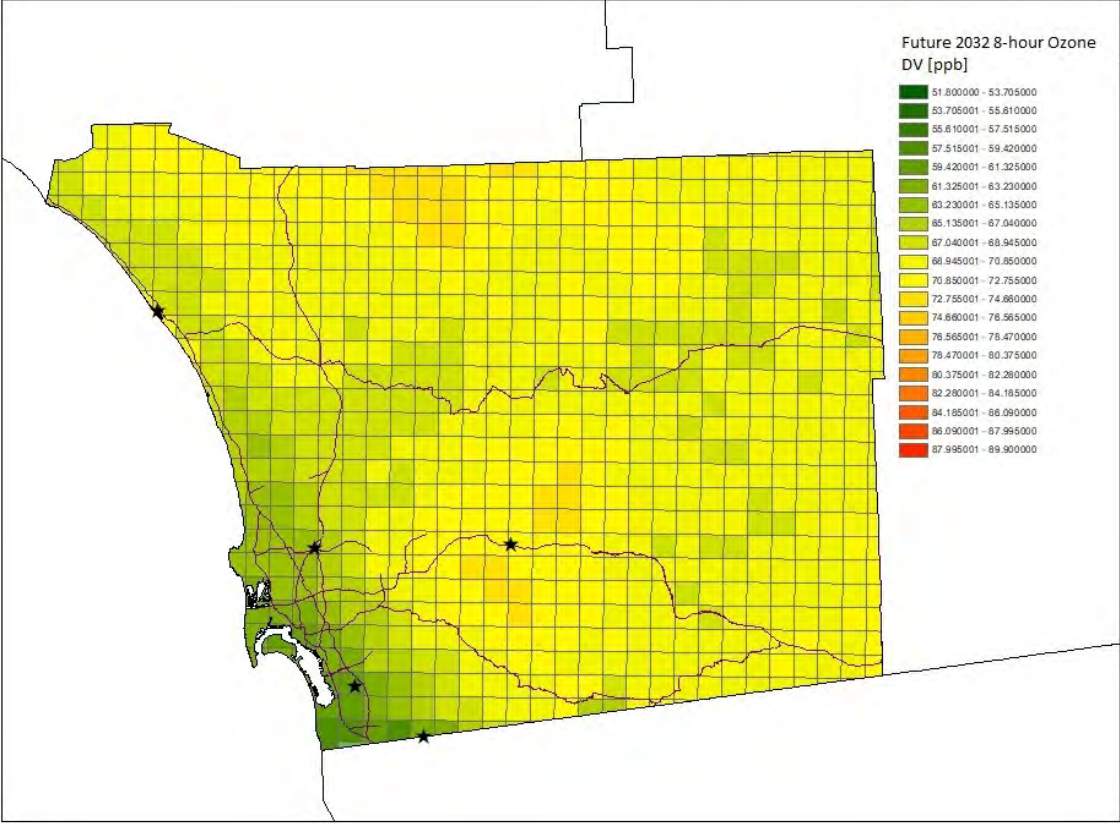 Future 2032 8-hour Ozone
DV [ppb]
51.800000 - 53.705000
53.705001 - 55.610000
55.610001 - 57.515000
57.515001 - 59.420000
59.420001 - 61.325000
61.325001 - 63.230000
63.230001 - 65.135000
65.135001 - 67.040000
67.040001 - 68.945000
68.945001 - 70.850000
70.850001 - 72.755000
72.755001 - 74.660000
74.660001 - 76.565000
76.565001 - 78.470000
78.470001 - 80.375000
80.375001 - 82.280000
82.280001 - 84.185000
84.185001 - 86.090000
86.090001 - 87.995000
87.995001 - 89.900000